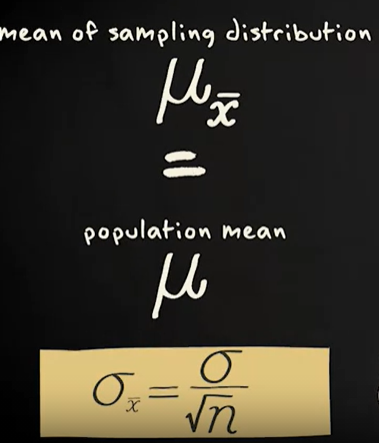 mean of sampling distribution
μx̄
=
population mean
μ
σx̄ = σ/√n